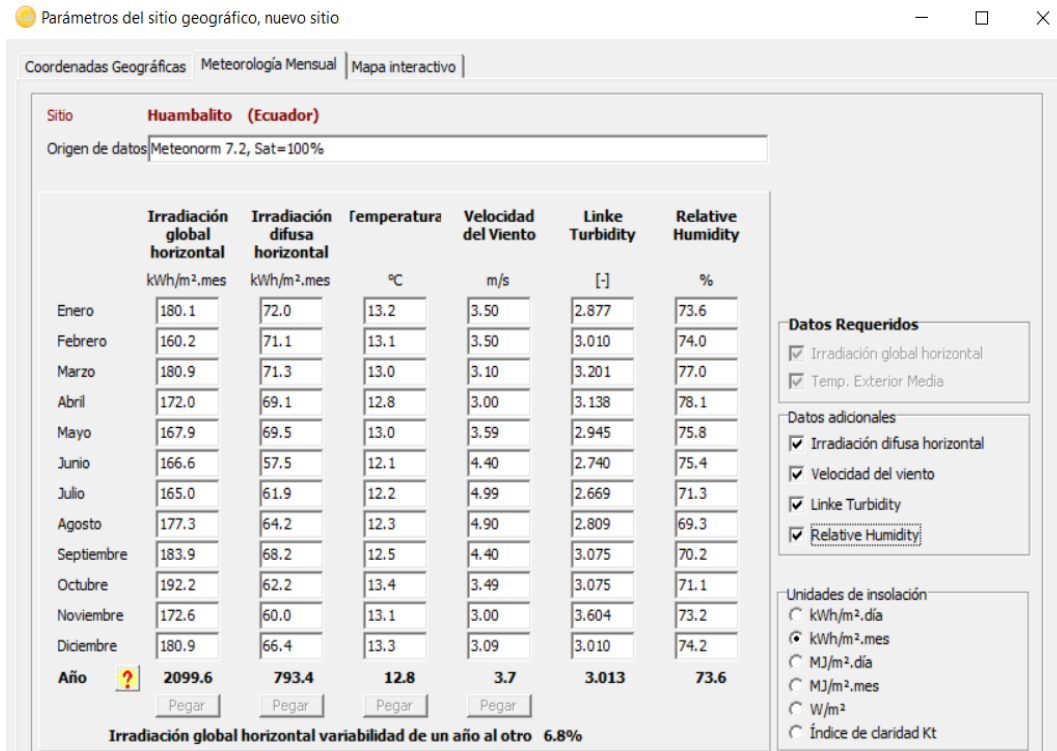 Parámetros del sitio geográfico, nuevo sitio
Coordenadas Geográficas Meteorología Mensual Mapa interactivo
Sitio Huambalito (Ecuador)
Origen de datos Meteonorm 7.2, Sat=100%
Irradiación global horizontal Irradiación difusa horizontal Temperatura Velocidad del Viento Linke Turbidity Relative Humidity
kWh/m².mes kWh/m².mes °C m/s [-] %
Enero 180.1 72.0 13.2 3.50 2.877 73.6
Febrero 160.2 71.1 13.1 3.50 3.010 74.0
Marzo 180.9 71.3 13.0 3.10 3.201 77.0
Abril 172.0 69.1 12.8 3.00 3.138 78.1
Mayo 167.9 69.5 13.0 3.59 2.945 75.8
Junio 166.6 57.5 12.1 4.40 2.740 75.4
Julio 165.0 61.9 12.2 4.99 2.669 71.3
Agosto 177.3 64.2 12.3 4.90 2.809 69.3
Septiembre 183.9 68.2 12.5 4.40 3.075 70.2
Octubre 192.2 62.2 13.4 3.49 3.075 71.1
Noviembre 172.6 60.0 13.1 3.00 3.604 73.2
Diciembre 180.9 66.4 13.3 3.09 3.010 74.2
Año ? 2099.6 793.4 12.8 3.7 3.013 73.6
Pegar Pegar Pegar Pegar
Irradiación global horizontal variabilidad de un año al otro 6.8%
Datos Requeridos
Irradiación global horizontal
Temp. Exterior Media
Datos adicionales
Irradiación difusa horizontal
Velocidad del viento
Linke Turbidity
Relative Humidity
Unidades de insolación
kWh/m².día
kWh/m².mes
MJ/m².día
MJ/m².mes
W/m²
Índice de claridad Kt